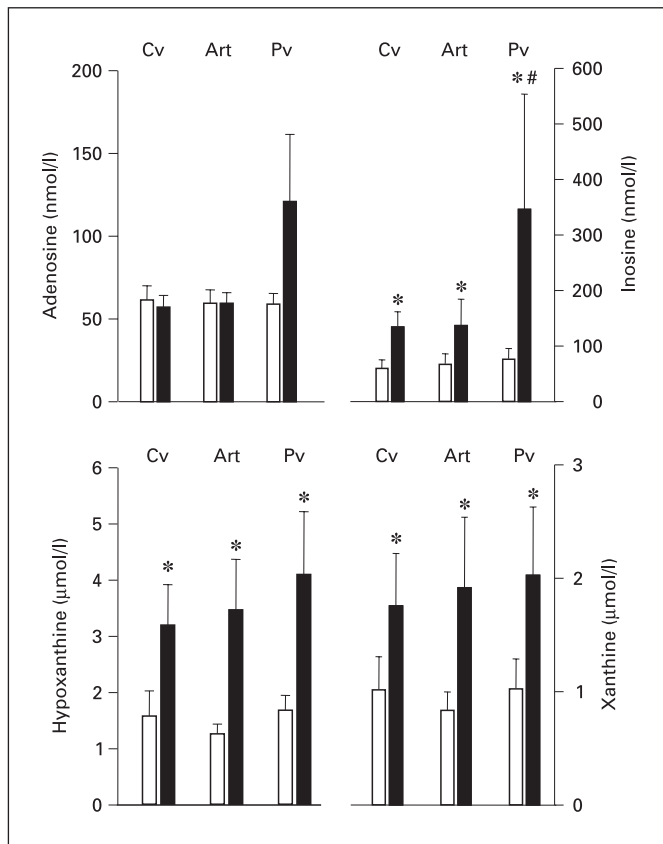 Cv Art Pv
Cv Art Pv
* #
* *
Adenosine (nmol/l)
200
150
100
50
0
Inosine (nmol/l)
600
500
400
300
200
100
0
Cv Art Pv
Cv Art Pv
* * *
* * *
Hypoxanthine (μmol/l)
6
5
4
3
2
1
0
Xanthine (μmol/l)
3
2
1
0